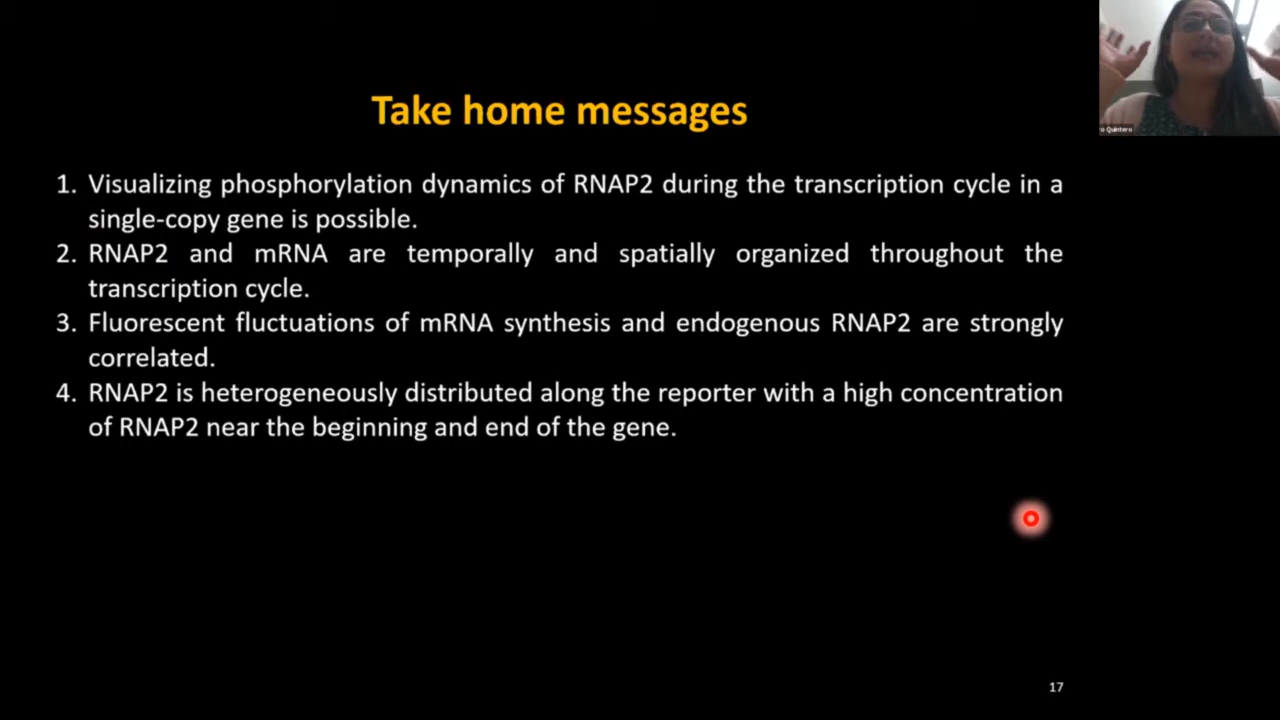 Take home messages
ro Quintero
1. Visualizing phosphorylation dynamics of RNAP2 during the transcription cycle in a
single-copy gene is possible.
2. RNAP2 and mRNA are temporally and spatially organized throughout the
transcription cycle.
3. Fluorescent fluctuations of mRNA synthesis and endogenous RNAP2 are strongly
correlated.
4. RNAP2 is heterogeneously distributed along the reporter with a high concentration
of RNAP2 near the beginning and end of the gene.
17